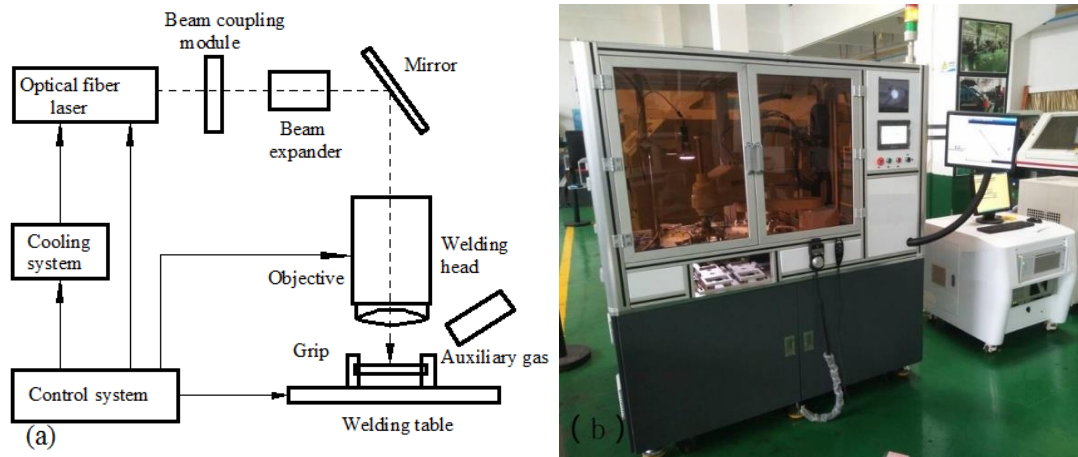 Beam coupling
module
Mirror
Optical fiber
laser
Beam
expander
Cooling
system
Welding
head
Objective
Grip
Auxiliary gas
Control system
Welding table
(a)
(b)